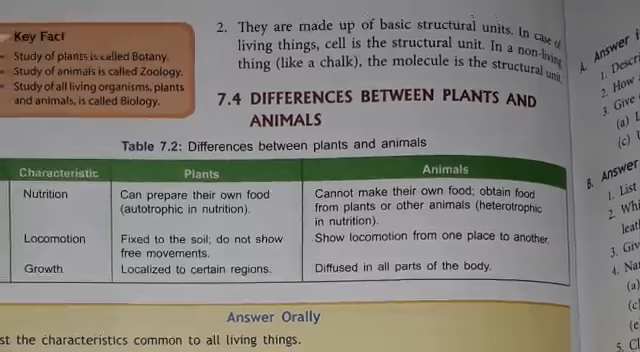 Key Fact
Study of plants is called Botany.
Study of animals is called Zoology.
Study of all living organisms, plants
and animals, is called Biology.
2. They are made up of basic structural units. In case of
living things, cell is the structural unit. In a non-living
thing (like a chalk), the molecule is the structural unit
7.4 DIFFERENCES BETWEEN PLANTS AND
ANIMALS
Table 7.2: Differences between plants and animals
Characteristic Plants Animals
Nutrition Can prepare their own food Cannot make their own food; obtain food
(autotrophic in nutrition). from plants or other animals (heterotrophic
in nutrition).
Locomotion Fixed to the soil; do not show Show locomotion from one place to another.
free movements.
Growth Localized to certain regions. Diffused in all parts of the body.
Answer Orally
the characteristics common to all living things.
A. Answer
1.
2. How
3. Give
(a)
(c)
B. Answer
1. List
2.
3.
4.
(a)
(c)
(e)
5.